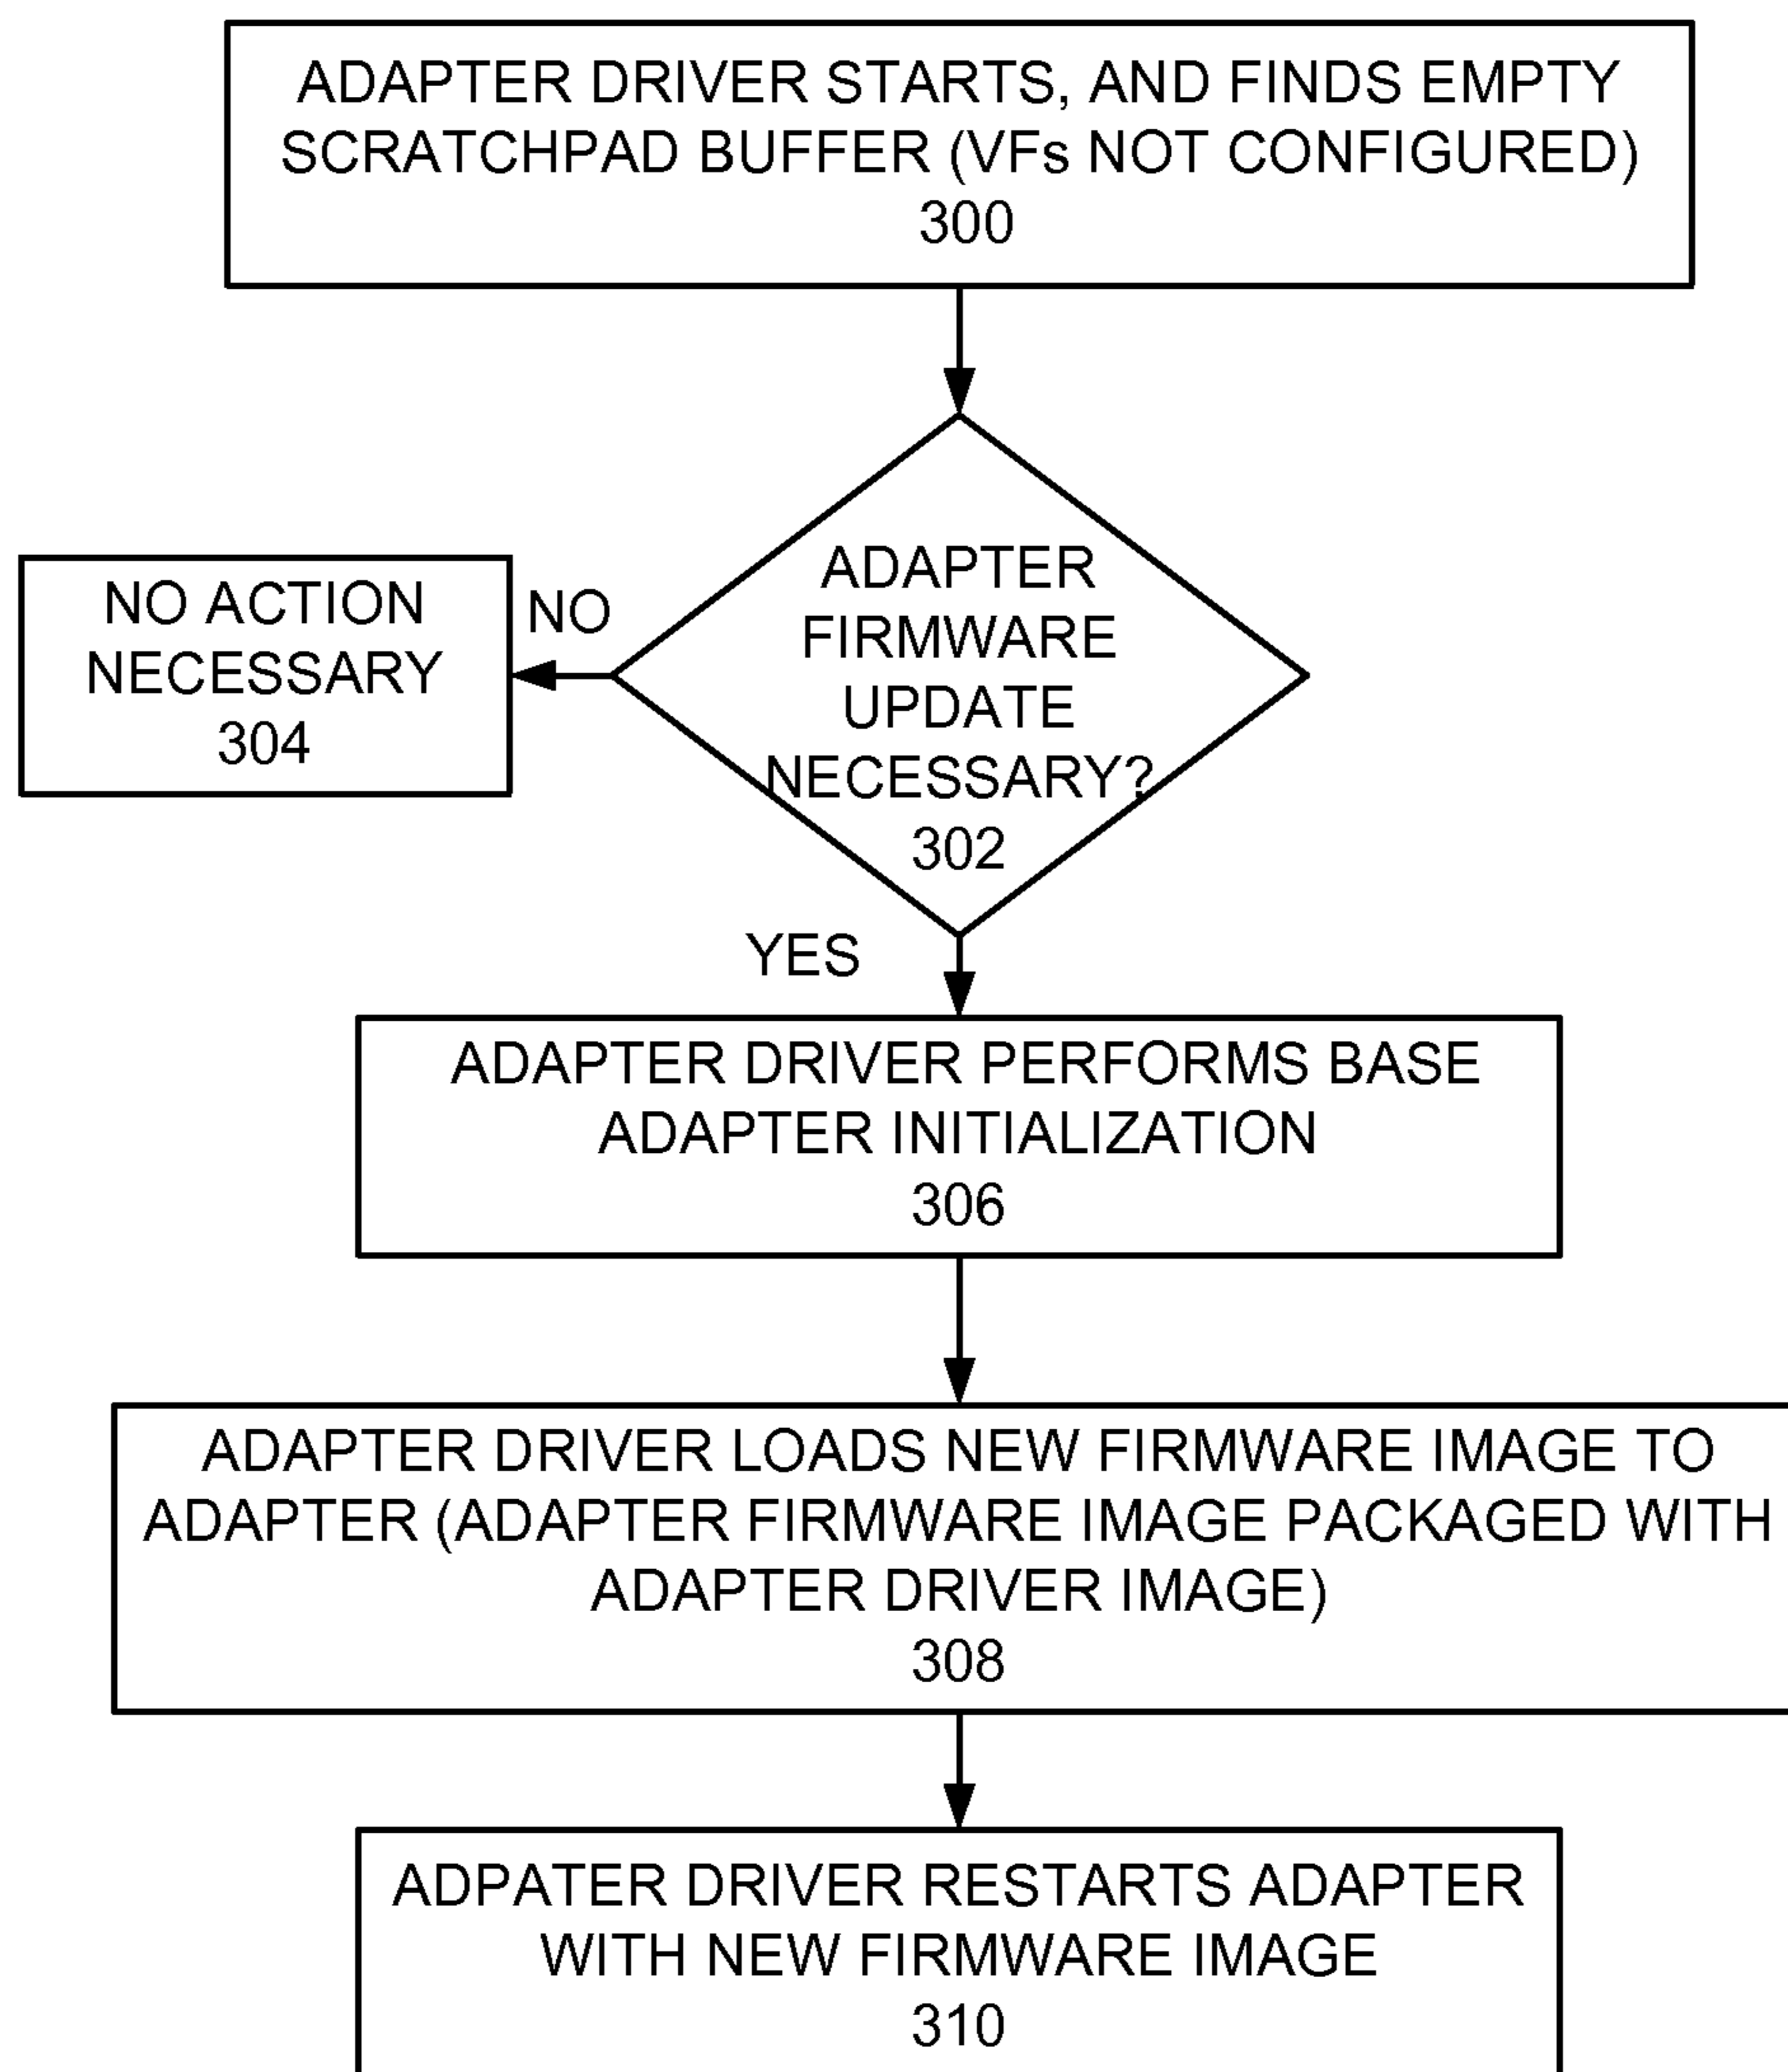 ADAPTER DRIVER STARTS, AND FINDS EMPTY
SCRATCHPAD BUFFER (VFs NOT CONFIGURED)
300
ADAPTER
FIRMWARE
UPDATE
NECESSARY?
302
NO
NO ACTION
NECESSARY
304
YES
ADAPTER DRIVER PERFORMS BASE
ADAPTER INITIALIZATION
306
ADAPTER DRIVER LOADS NEW FIRMWARE IMAGE TO
ADAPTER (ADAPTER FIRMWARE IMAGE PACKAGED WITH
ADAPTER DRIVER IMAGE)
308
ADPATER DRIVER RESTARTS ADAPTER
WITH NEW FIRMWARE IMAGE
310